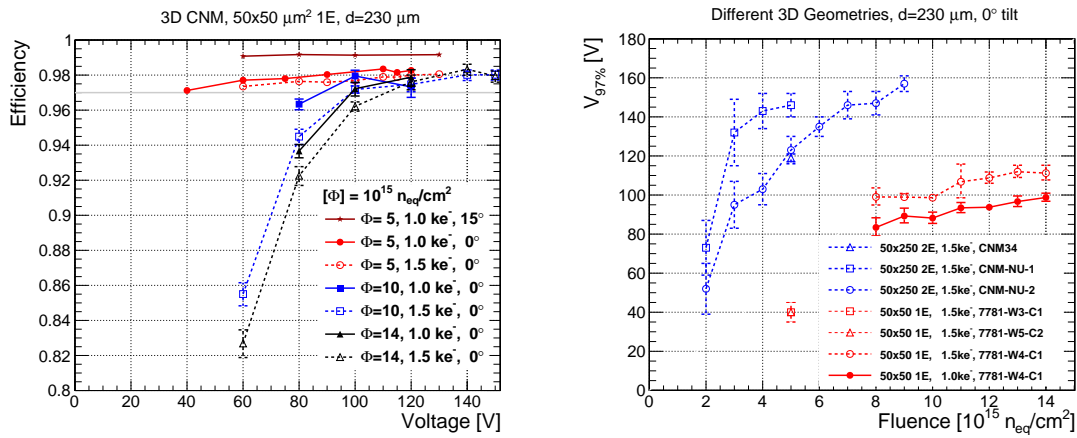 3D CNM, 50x50 μm² 1E, d=230 μm
Efficiency
1
0.98
0.96
0.94
0.92
0.9
0.88
0.86
0.84
0.82
0.8
[Φ] = 10¹⁵ n_eq/cm²
Φ= 5, 1.0 ke⁻, 15°
Φ= 5, 1.0 ke⁻, 0°
Φ= 5, 1.5 ke⁻, 0°
Φ=10, 1.0 ke⁻, 0°
Φ=10, 1.5 ke⁻, 0°
Φ=14, 1.0 ke⁻, 0°
Φ=14, 1.5 ke⁻, 0°
0 20 40 60 80 100 120 140
Voltage [V]
Different 3D Geometries, d=230 μm, 0° tilt
V_97% [V]
180
160
140
120
100
80
60
40
20
0
50x250 2E, 1.5ke⁻, CNM34
50x250 2E, 1.5ke⁻, CNM-NU-1
50x250 2E, 1.5ke⁻, CNM-NU-2
50x50 1E, 1.5ke⁻, 7781-W3-C1
50x50 1E, 1.5ke⁻, 7781-W5-C2
50x50 1E, 1.5ke⁻, 7781-W4-C1
50x50 1E, 1.0ke⁻, 7781-W4-C1
0 2 4 6 8 10 12 14
Fluence [10¹⁵ n_eq/cm²]